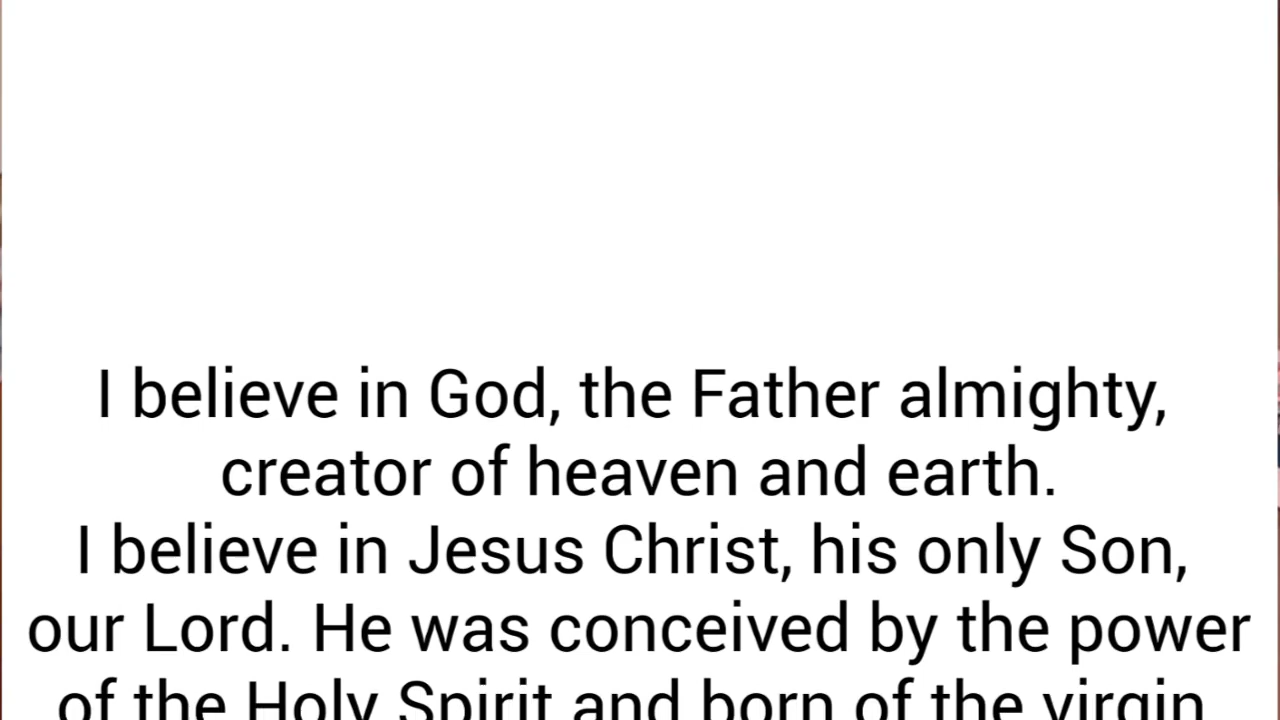 I believe in God, the Father almighty,
creator of heaven and earth.
I believe in Jesus Christ, his only Son,
our Lord. He was conceived by the power
of the Holy Spirit and born of the virgin